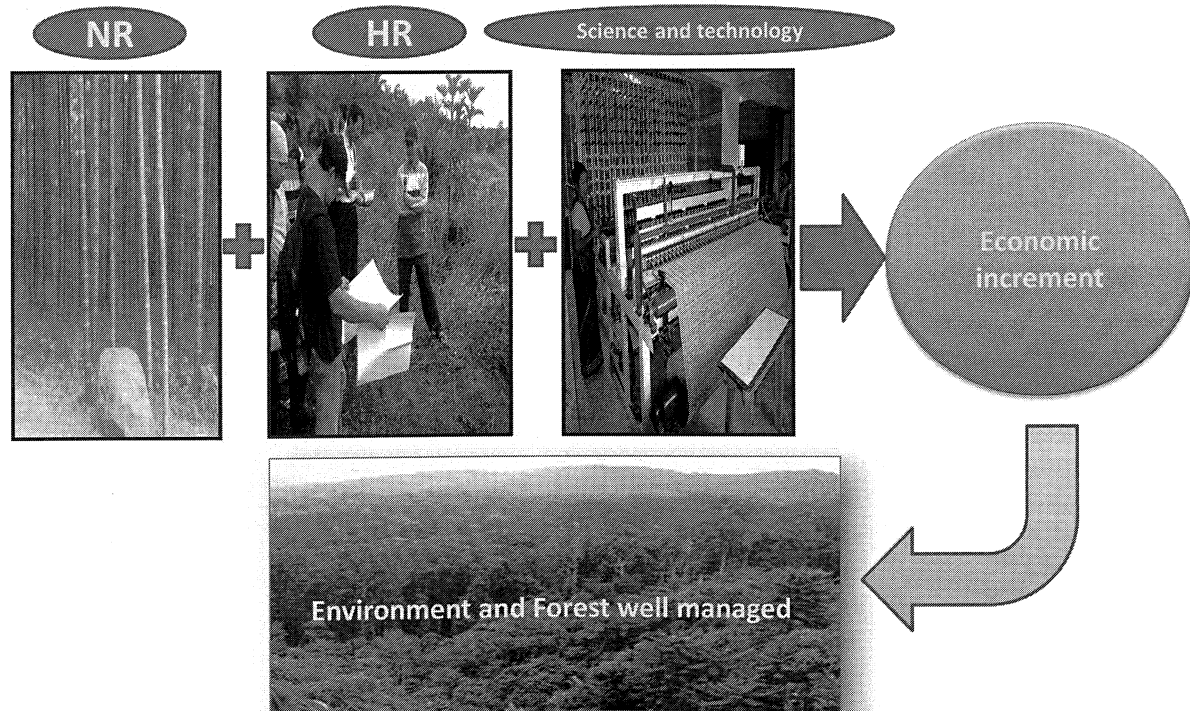 NR
HR
Science and technology
Economic
increment
Environment and Forest well managed